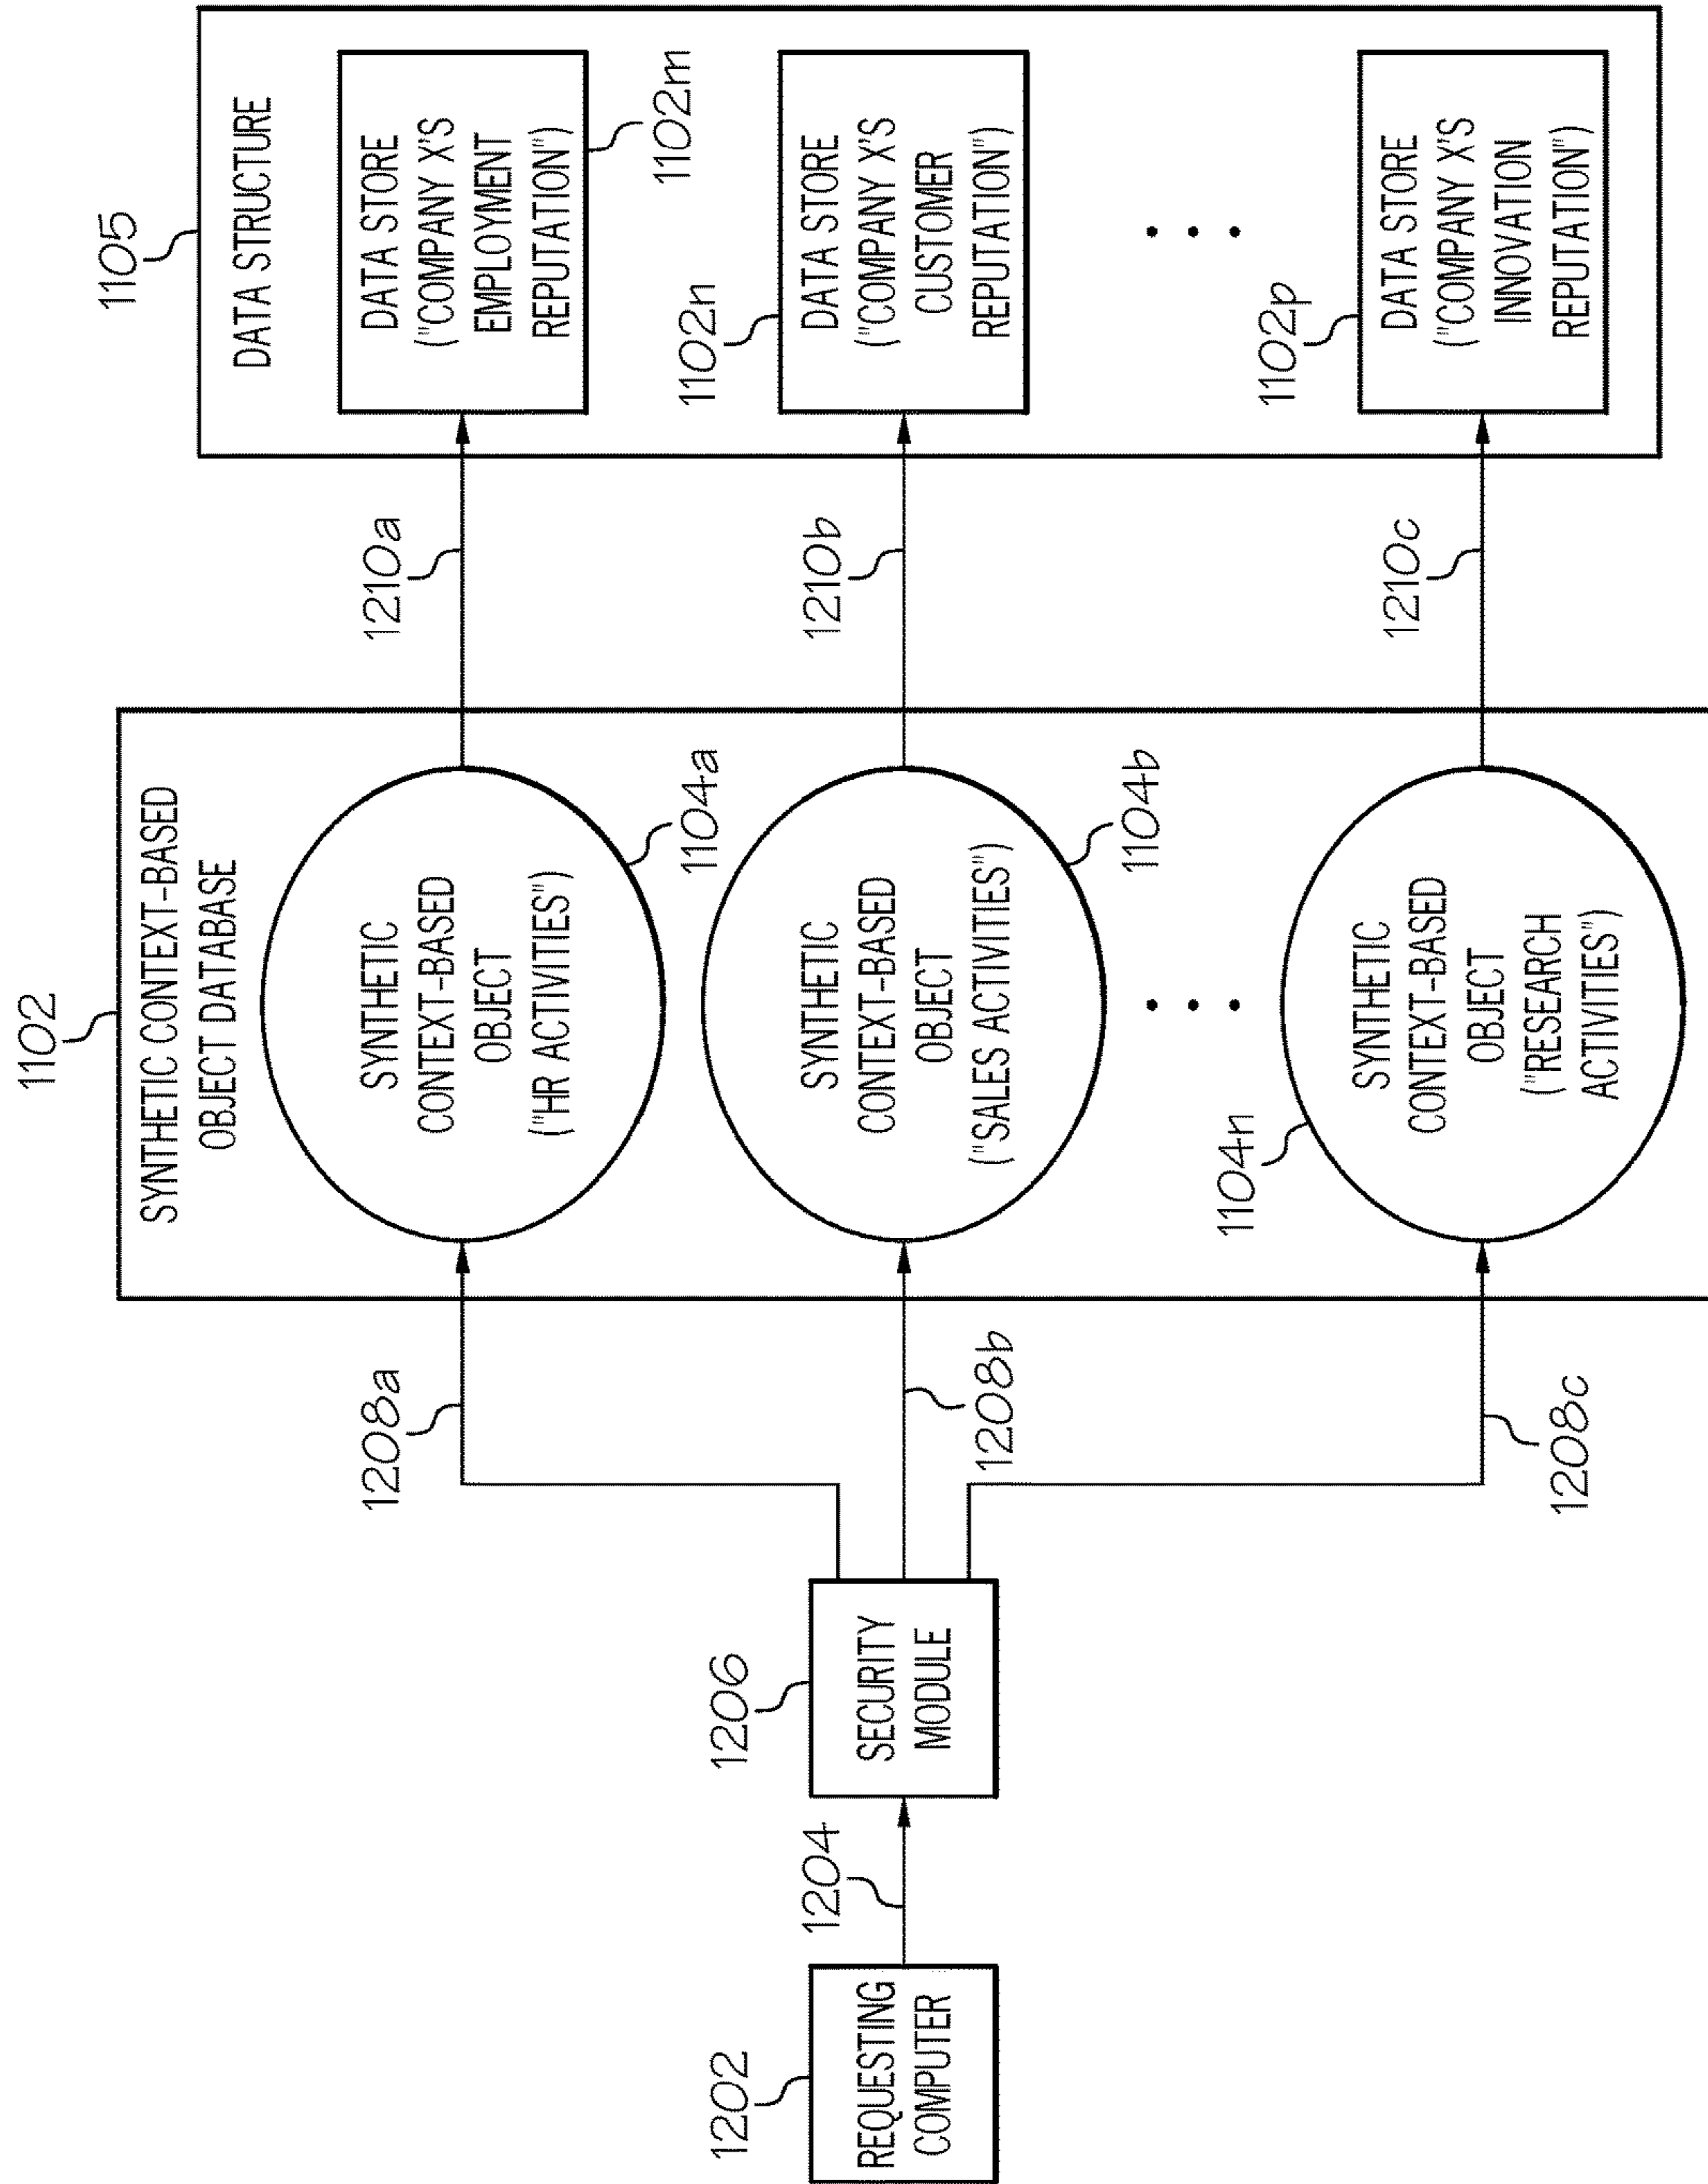 1202
REQUESTING
COMPUTER
1204
1206
SECURITY
MODULE
1208a
1208b
1208c
1102
SYNTHETIC CONTEXT-BASED
OBJECT DATABASE
SYNTHETIC
CONTEXT-BASED
OBJECT
("HR ACTIVITIES")
1104a
SYNTHETIC
CONTEXT-BASED
OBJECT
("SALES ACTIVITIES")
1104b
1104n
SYNTHETIC
CONTEXT-BASED
OBJECT
("RESEARCH
ACTIVITIES")
1210a
1210b
1210c
1105
DATA STRUCTURE
DATA STORE
("COMPANY X'S
EMPLOYMENT
REPUTATION")
1102m
1102n
DATA STORE
("COMPANY X'S
CUSTOMER
REPUTATION")
1102p
DATA STORE
("COMPANY X'S
INNOVATION
REPUTATION")